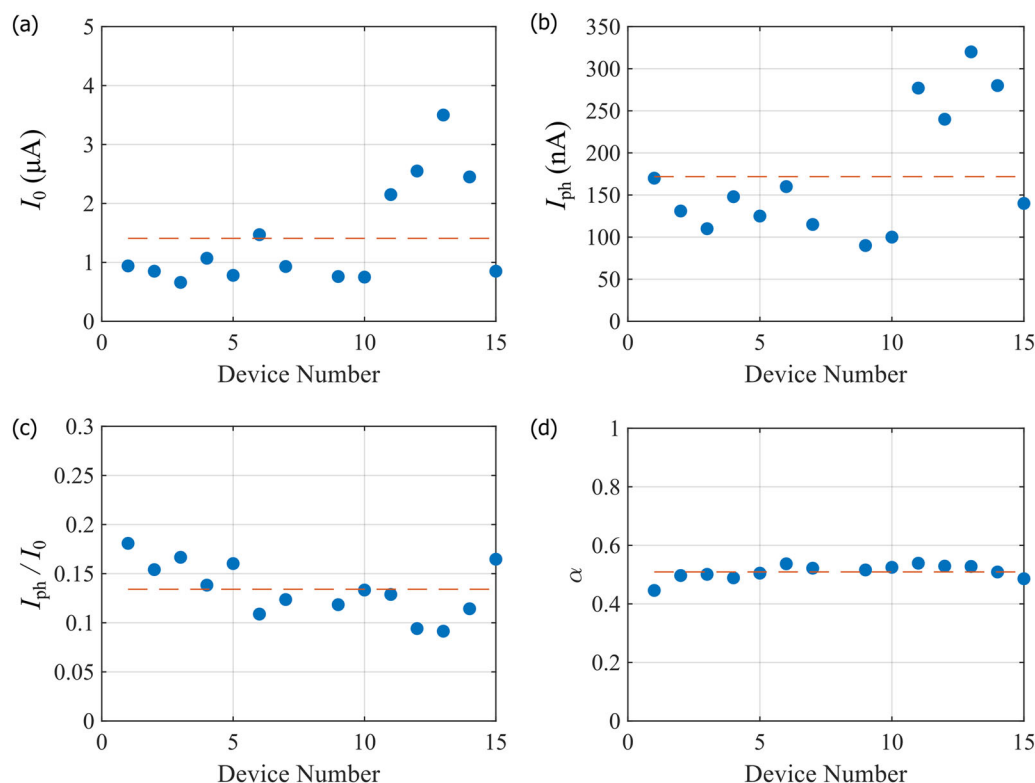 (a)
5
4
3
2
1
0
I₀ (μA)
0 5 10 15
Device Number
(b)
350
300
250
200
150
100
50
0
Iₚₕ (nA)
0 5 10 15
Device Number
(c)
0.3
0.25
0.2
0.15
0.1
0.05
0
Iₚₕ / I₀
0 5 10 15
Device Number
(d)
1
0.8
0.6
0.4
0.2
0
α
0 5 10 15
Device Number